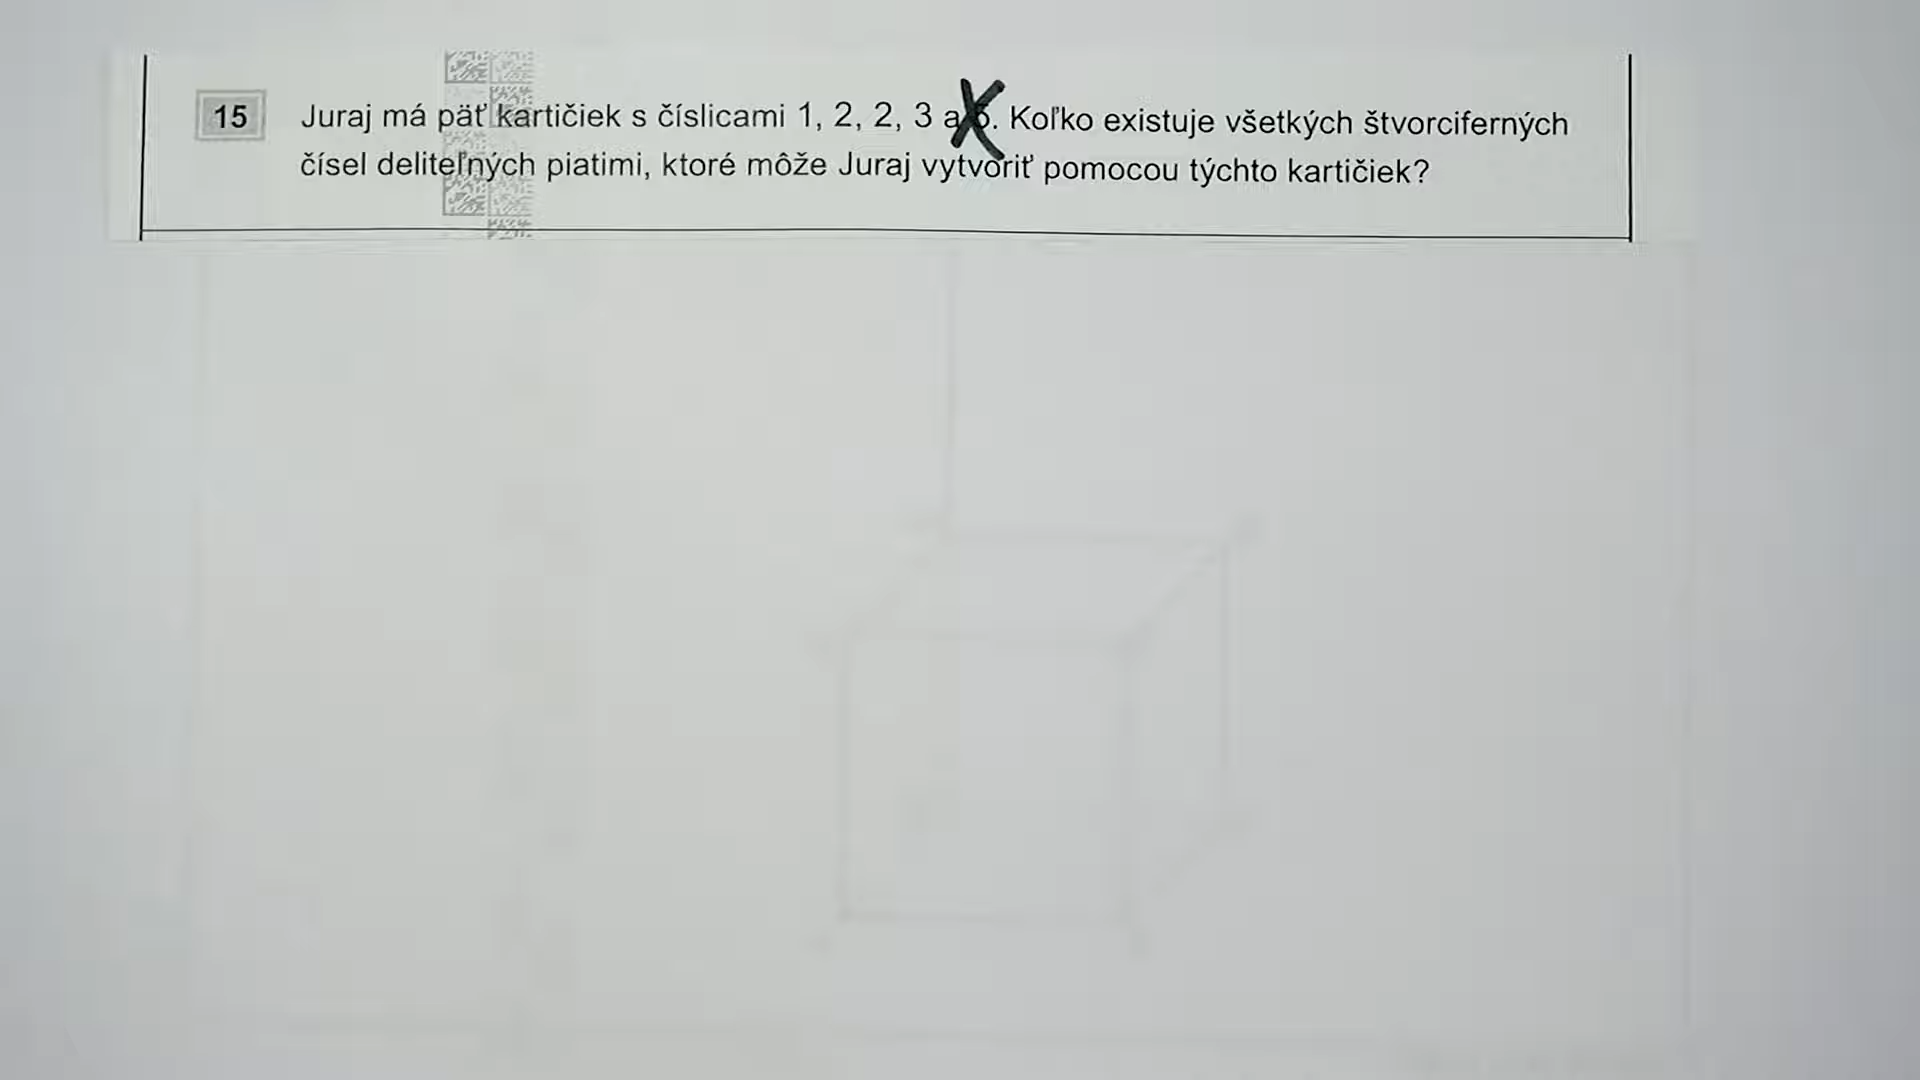 15 Juraj má päť kartičiek s číslicami 1, 2, 2, 3 a . Koľko existuje všetkých štvorciferných
čísel deliteľných piatimi, ktoré môže Juraj vytvoriť pomocou týchto kartičiek?